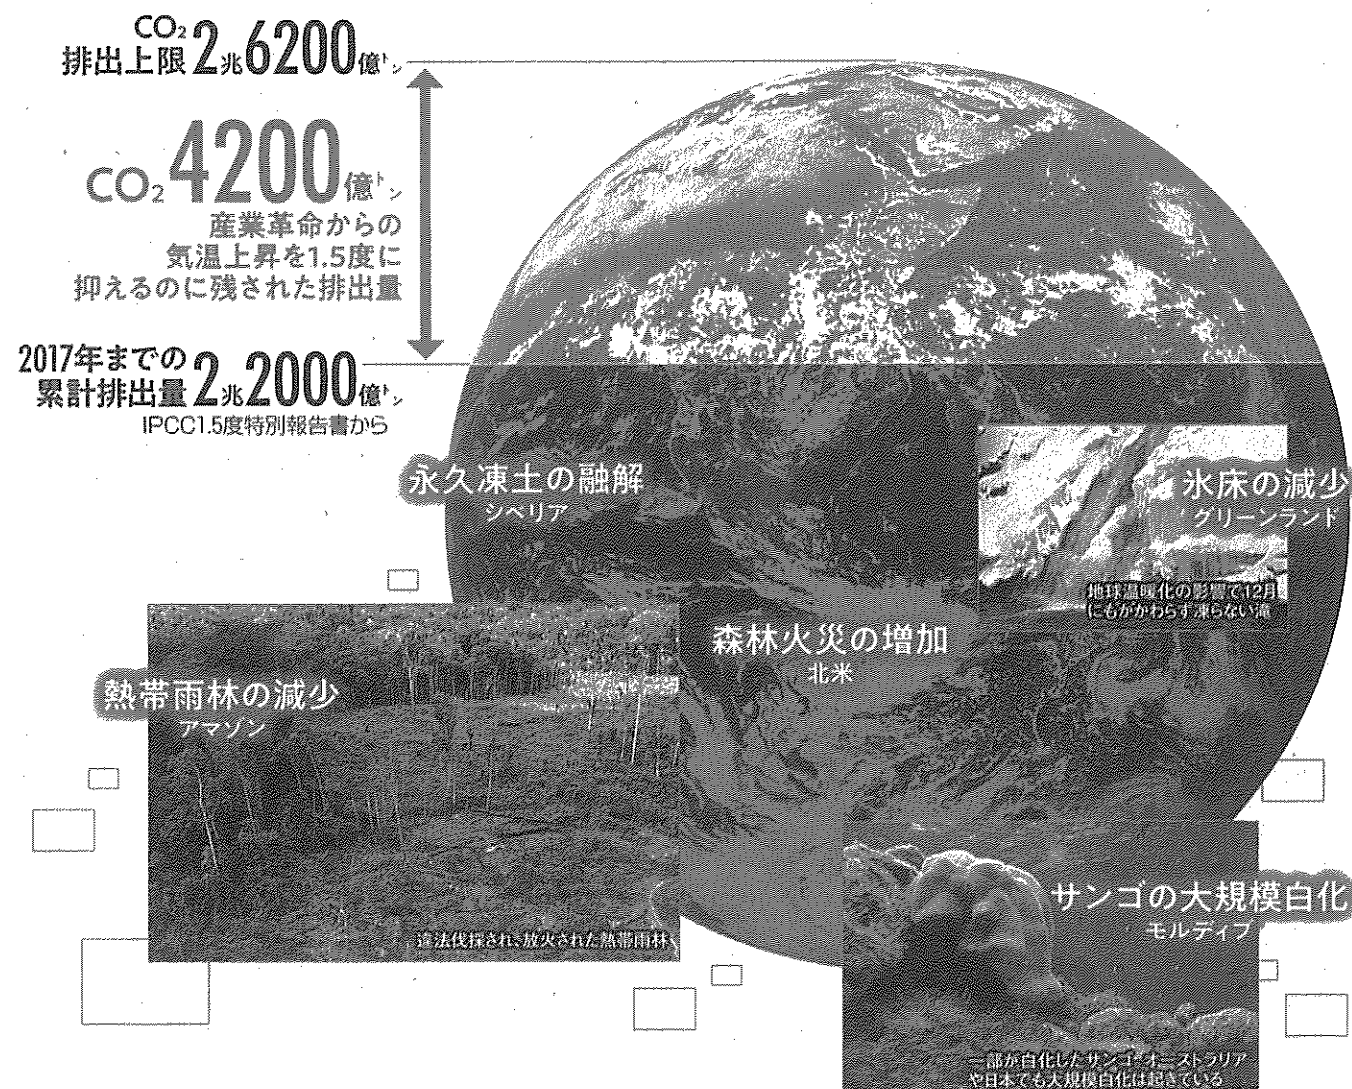 CO₂
排出上限2兆6200億トン
CO₂4200億トン
産業革命からの
気温上昇を1.5度に
抑えるのに残された排出量
2017年までの
累計排出量2兆2000億トン
IPCC1.5度特別報告書から
永久凍土の融解
シベリア
氷床の減少
グリーンランド
地球温暖化の影響で12月
にもかかわらず凍らない滝
森林火災の増加
北米
熱帯雨林の減少
アマゾン
違法伐採され、放火された熱帯雨林
サンゴの大規模白化
モルディブ
一部が白化したサンゴ=オーストラリア
や日本でも大規模白化は起きている